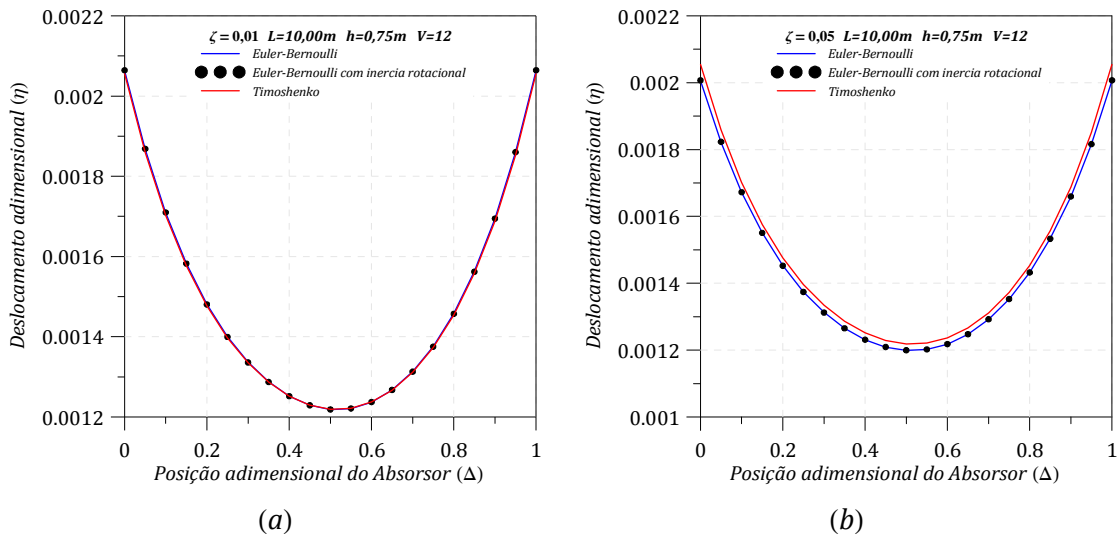 ζ = 0,01 L=10,00m h=0,75m V=12
Euler-Bernoulli
Euler-Bernoulli com inercia rotacional
Timoshenko
Deslocamento adimensional (η)
0.0022
0.002
0.0018
0.0016
0.0014
0.0012
0 0.2 0.4 0.6 0.8 1
Posição adimensional do Absorsor (Δ)
(a)
ζ = 0,05 L=10,00m h=0,75m V=12
Euler-Bernoulli
Euler-Bernoulli com inercia rotacional
Timoshenko
Deslocamento adimensional (η)
0.0022
0.002
0.0018
0.0016
0.0014
0.0012
0.001
0 0.2 0.4 0.6 0.8 1
Posição adimensional do Absorsor (Δ)
(b)